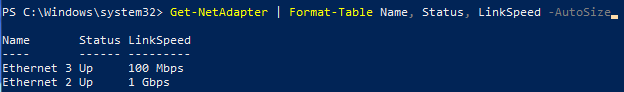 PS C:\Windows\system32> Get-NetAdapter | Format-Table Name, Status, LinkSpeed -AutoSize
Name       Status LinkSpeed
----       ------ ---------
Ethernet 3 Up     100 Mbps
Ethernet 2 Up     1 Gbps